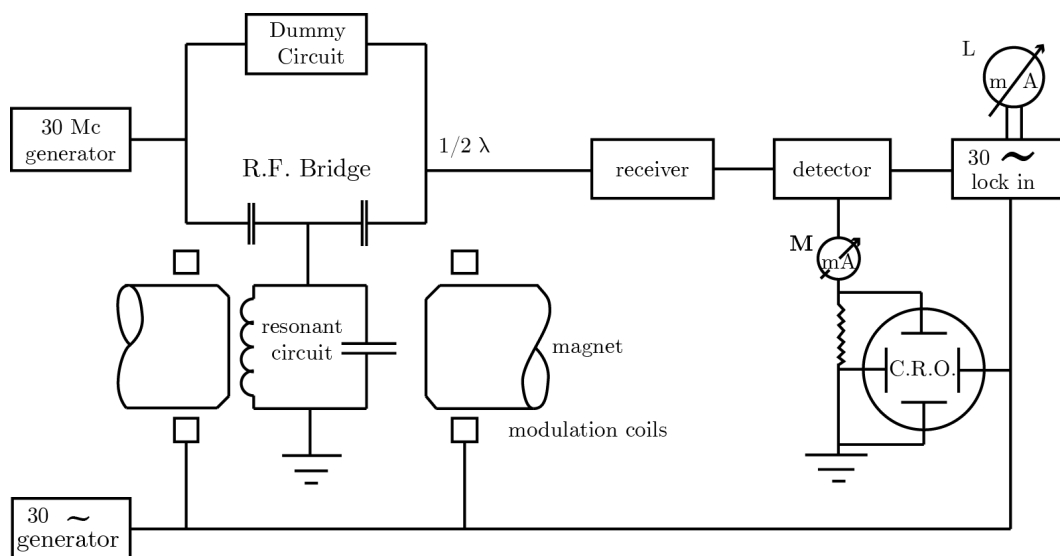 Dummy
Circuit
L
m A
30 Mc
generator
1/2 λ
R.F. Bridge
receiver
detector
30 ~
lock in
M
mA
resonant
circuit
magnet
C.R.O.
modulation coils
30 ~
generator